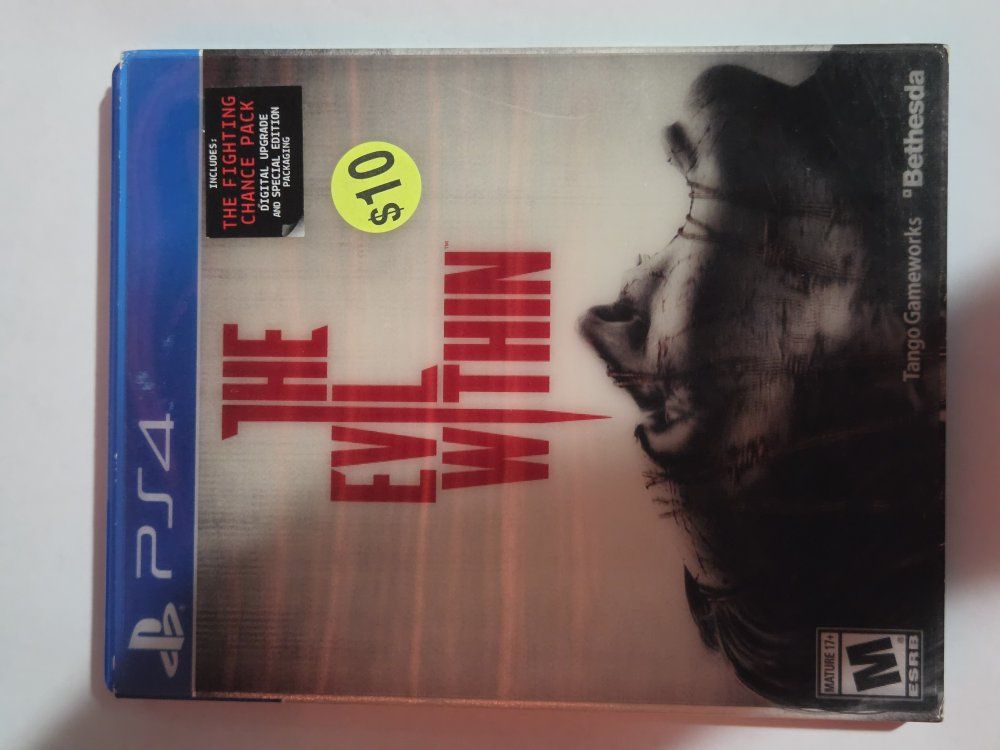 PS4
INCLUDES:
THE FIGHTING
CHANCE PACK
DIGITAL UPGRADE
AND SPECIAL EDITION
PACKAGING
$10
THE
EVIL
WITHIN™
MATURE 17+
M
ESRB
Tango Gameworks
Bethesda